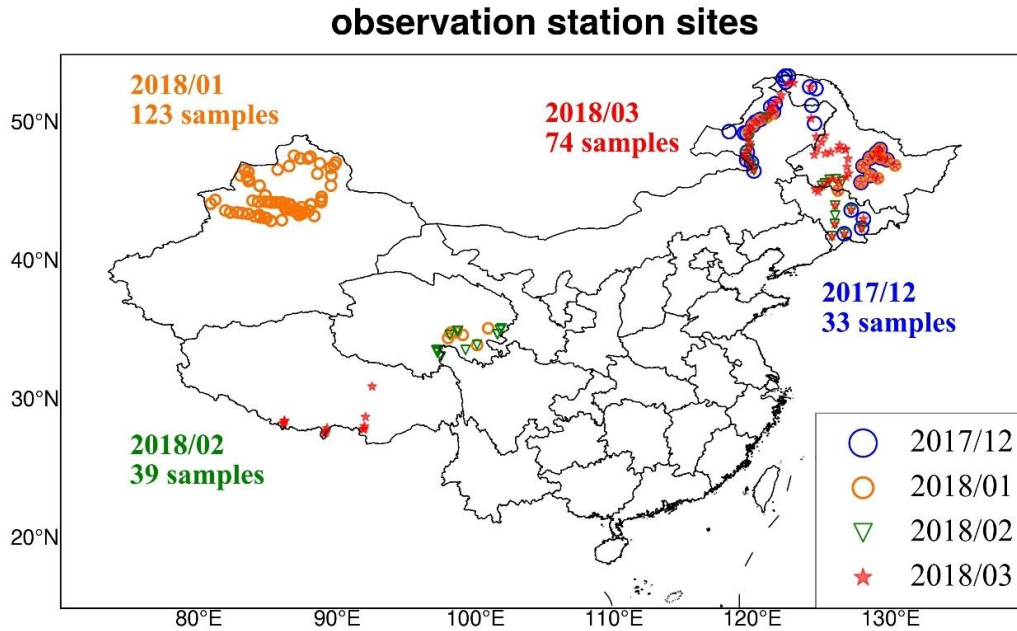 observation station sites
2018/01
123 samples
2018/03
74 samples
2017/12
33 samples
2018/02
39 samples
50°N
40°N
30°N
20°N
80°E
90°E
100°E
110°E
120°E
130°E
2017/12
2018/01
2018/02
2018/03